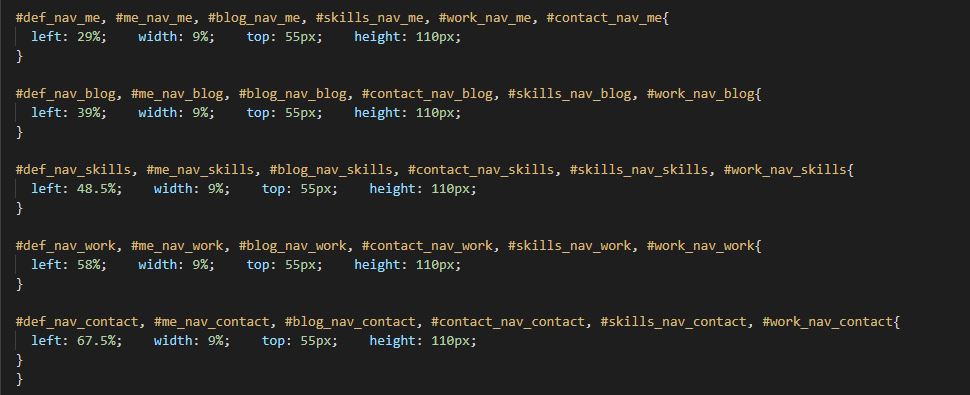 #def_nav_me, #me_nav_me, #blog_nav_me, #skills_nav_me, #work_nav_me, #contact_nav_me{
  left: 29%;    width: 9%;    top: 55px;    height: 110px;
}

#def_nav_blog, #me_nav_blog, #blog_nav_blog, #contact_nav_blog, #skills_nav_blog, #work_nav_blog{
  left: 39%;    width: 9%;    top: 55px;    height: 110px;
}

#def_nav_skills, #me_nav_skills, #blog_nav_skills, #contact_nav_skills, #skills_nav_skills, #work_nav_skills{
  left: 48.5%;    width: 9%;    top: 55px;    height: 110px;
}

#def_nav_work, #me_nav_work, #blog_nav_work, #contact_nav_work, #skills_nav_work, #work_nav_work{
  left: 58%;    width: 9%;    top: 55px;    height: 110px;
}

#def_nav_contact, #me_nav_contact, #blog_nav_contact, #contact_nav_contact, #skills_nav_contact, #work_nav_contact{
  left: 67.5%;    width: 9%;    top: 55px;    height: 110px;
}
}